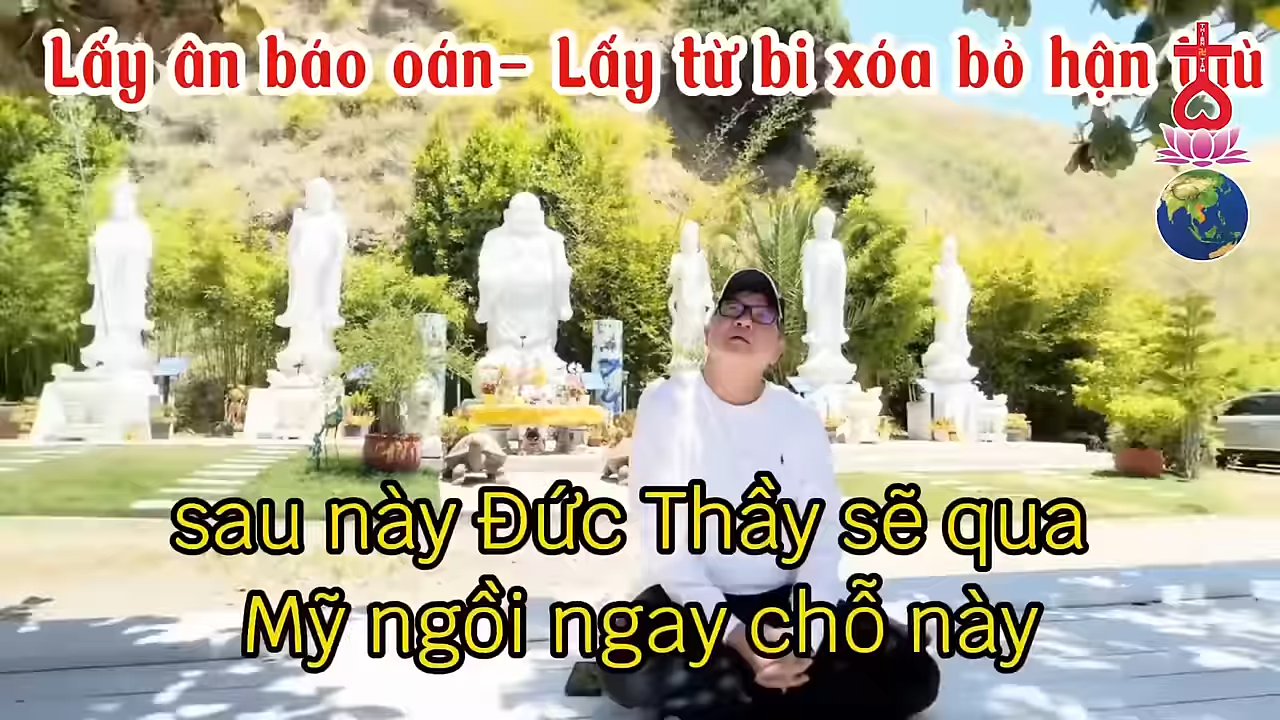 Lấy ân báo oán- Lấy từ bi xóa bỏ hận thù
sau này Đức Thầy sẽ qua
Mỹ ngồi ngay chỗ này